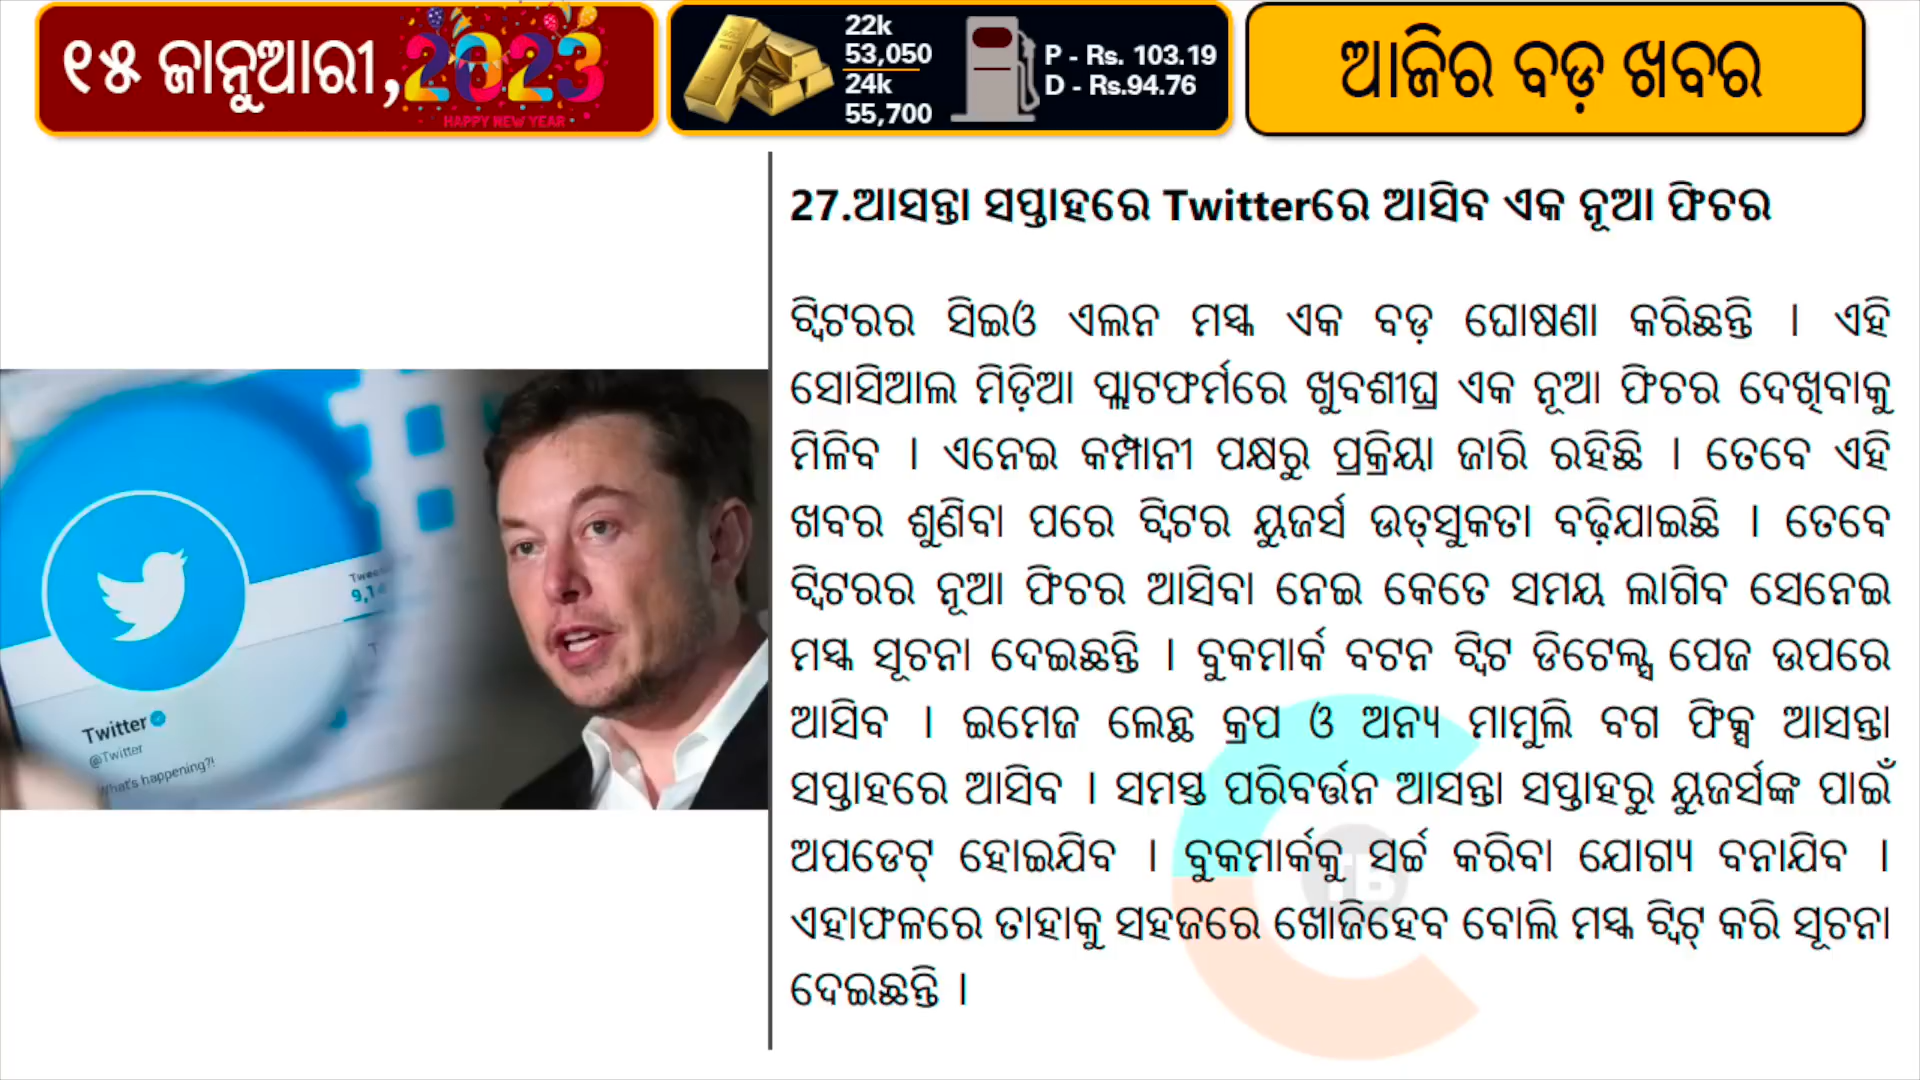 ୧୫ ଜାନୁଆରୀ,2023
HAPPY NEW YEAR
22k
53,050
24k
55,700
P - Rs. 103.19
D - Rs.94.76
ଆଜିର ବଡ଼ ଖବର
27.ଆସନ୍ତା ସପ୍ତାହରେ Twitterରେ ଆସିବ ଏକ ନୂଆ ଫିଚର
ଟ୍ୱିଟରର ସିଇଓ ଏଲନ ମସ୍କ ଏକ ବଡ଼ ଘୋଷଣା କରିଛନ୍ତି । ଏହି
ସୋସିଆଲ ମିଡ଼ିଆ ପ୍ଲାଟଫର୍ମରେ ଖୁବଶୀଘ୍ର ଏକ ନୂଆ ଫିଚର ଦେଖିବାକୁ
ମିଳିବ । ଏନେଇ କମ୍ପାନୀ ପକ୍ଷରୁ ପ୍ରକ୍ରିୟା ଜାରି ରହିଛି । ତେବେ ଏହି
ଖବର ଶୁଣିବା ପରେ ଟ୍ୱିଟର ୟୁଜର୍ସ ଉତ୍ସୁକତା ବଢ଼ିଯାଇଛି । ତେବେ
ଟ୍ୱିଟରର ନୂଆ ଫିଚର ଆସିବା ନେଇ କେତେ ସମୟ ଲାଗିବ ସେନେଇ
ମସ୍କ ସୂଚନା ଦେଇଛନ୍ତି । ବୁକମାର୍କ ବଟନ ଟ୍ୱିଟ ଡିଟେଲ୍ସ ପେଜ ଉପରେ
ଆସିବ । ଇମେଜ ଲେନ୍ଥ କ୍ରପ ଓ ଅନ୍ୟ ମାମୁଲି ବଗ ଫିକ୍ସ ଆସନ୍ତା
ସପ୍ତାହରେ ଆସିବ । ସମସ୍ତ ପରିବର୍ତ୍ତନ ଆସନ୍ତା ସପ୍ତାହରୁ ୟୁଜର୍ସଙ୍କ ପାଇଁ
ଅପଡେଟ୍ ହୋଇଯିବ । ବୁକମାର୍କକୁ ସର୍ଚ୍ଚ କରିବା ଯୋଗ୍ୟ ବନାଯିବ ।
ଏହାଫଳରେ ତାହାକୁ ସହଜରେ ଖୋଜିହେବ ବୋଲି ମସ୍କ ଟ୍ୱିଟ୍ କରି ସୂଚନା
ଦେଇଛନ୍ତି ।
Twitter
@Twitter
What's happening?!